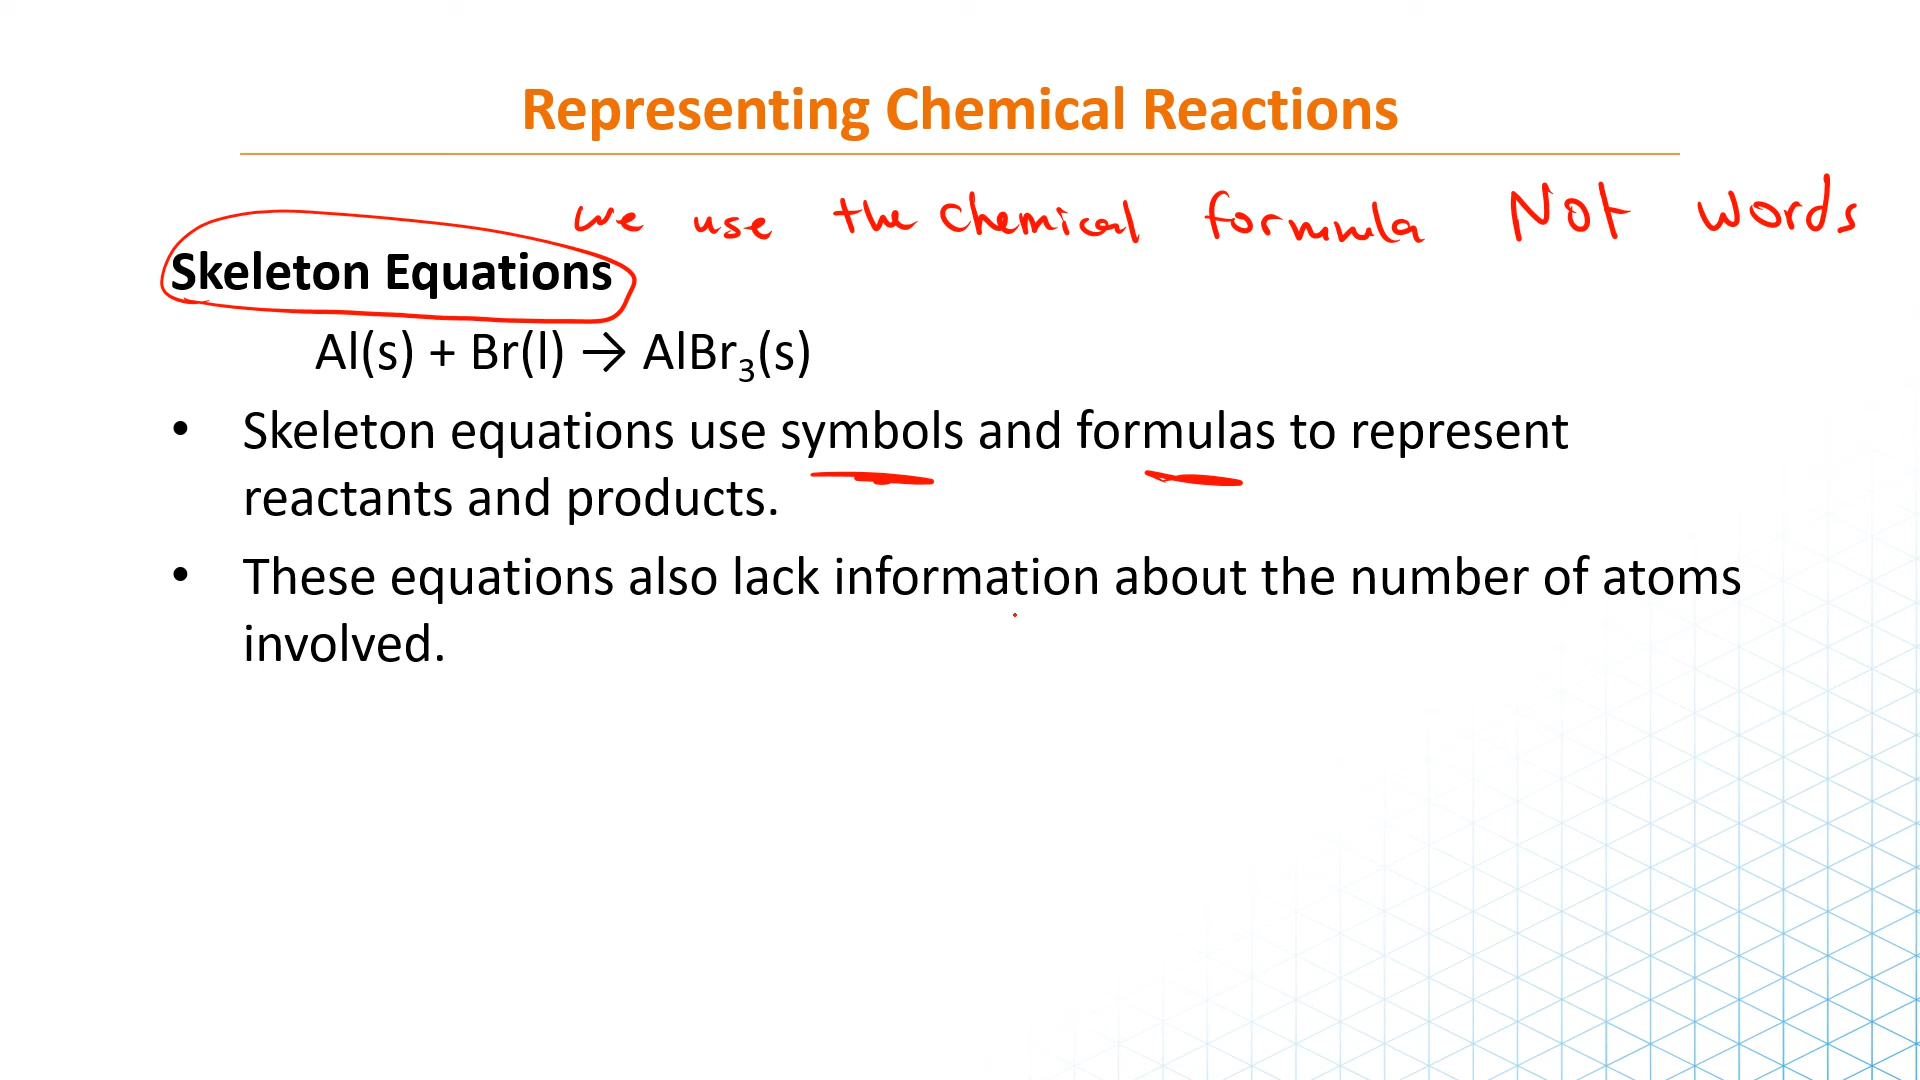 Representing Chemical Reactions
we use the chemical formula Not words
Skeleton Equations
Al(s) + Br(l) → AlBr₃(s)
• Skeleton equations use symbols and formulas to represent
reactants and products.
• These equations also lack information about the number of atoms
involved.